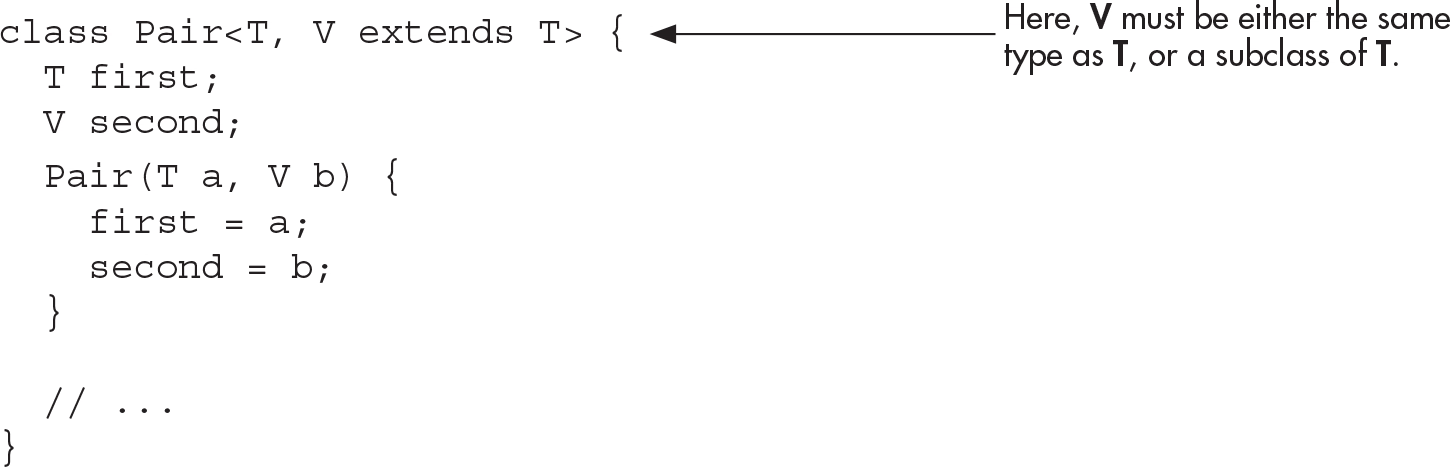 class Pair<T, V extends T> {
Here, V must be either the same
type as T, or a subclass of T.
T first;
V second;
Pair(T a, V b) {
first = a;
second = b;
}
// ...
}